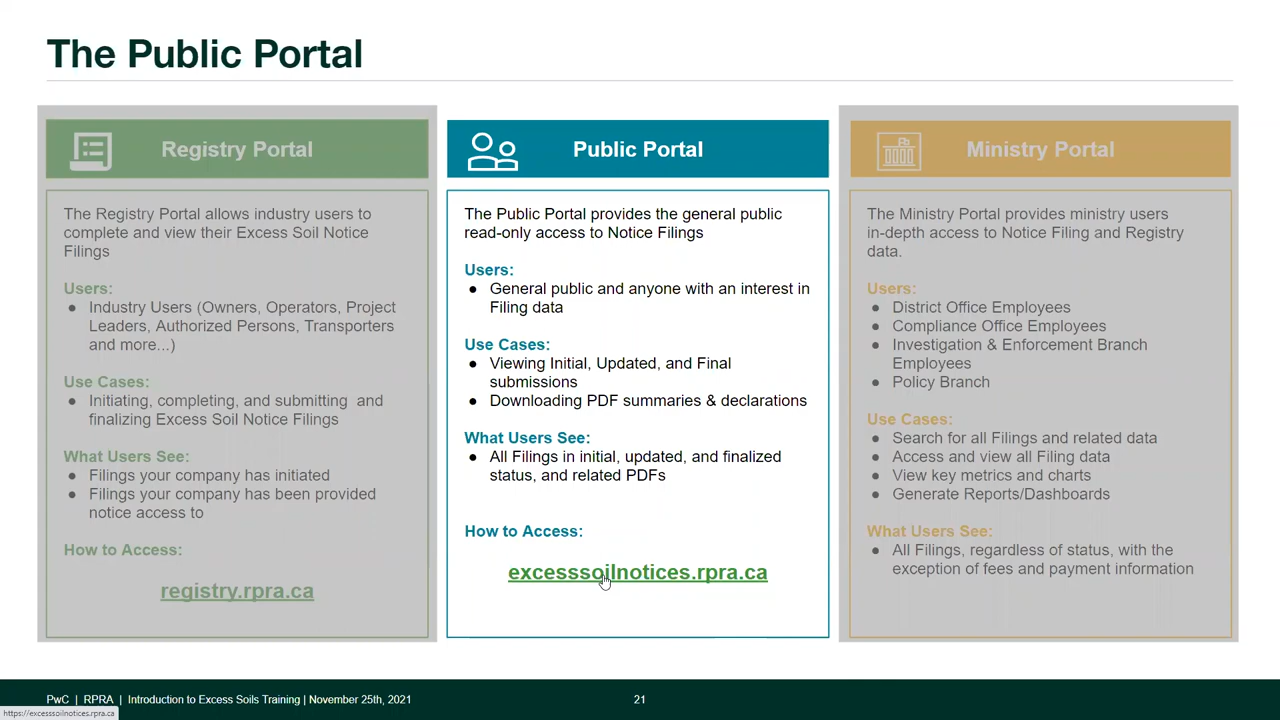 The Public Portal
Registry Portal
The Registry Portal allows industry users to
complete and view their Excess Soil Notice
Filings
Users:
● Industry Users (Owners, Operators, Project
Leaders, Authorized Persons, Transporters
and more...)
Use Cases:
● Initiating, completing, and submitting and
finalizing Excess Soil Notice Filings
What Users See:
● Filings your company has initiated
● Filings your company has been provided
notice access to
How to Access:
registry.rpra.ca
Public Portal
The Public Portal provides the general public
read-only access to Notice Filings
Users:
● General public and anyone with an interest in
Filing data
Use Cases:
● Viewing Initial, Updated, and Final
submissions
● Downloading PDF summaries & declarations
What Users See:
● All Filings in initial, updated, and finalized
status, and related PDFs
How to Access:
excesssoilnotices.rpra.ca
Ministry Portal
The Ministry Portal provides ministry users
in-depth access to Notice Filing and Registry
data.
Users:
● District Office Employees
● Compliance Office Employees
● Investigation & Enforcement Branch
Employees
● Policy Branch
Use Cases:
● Search for all Filings and related data
● Access and view all Filing data
● View key metrics and charts
● Generate Reports/Dashboards
What Users See:
● All Filings, regardless of status, with the
exception of fees and payment information
PwC | RPRA | Introduction to Excess Soils Training | November 25th, 2021
21
https://excesssoilnotices.rpra.ca